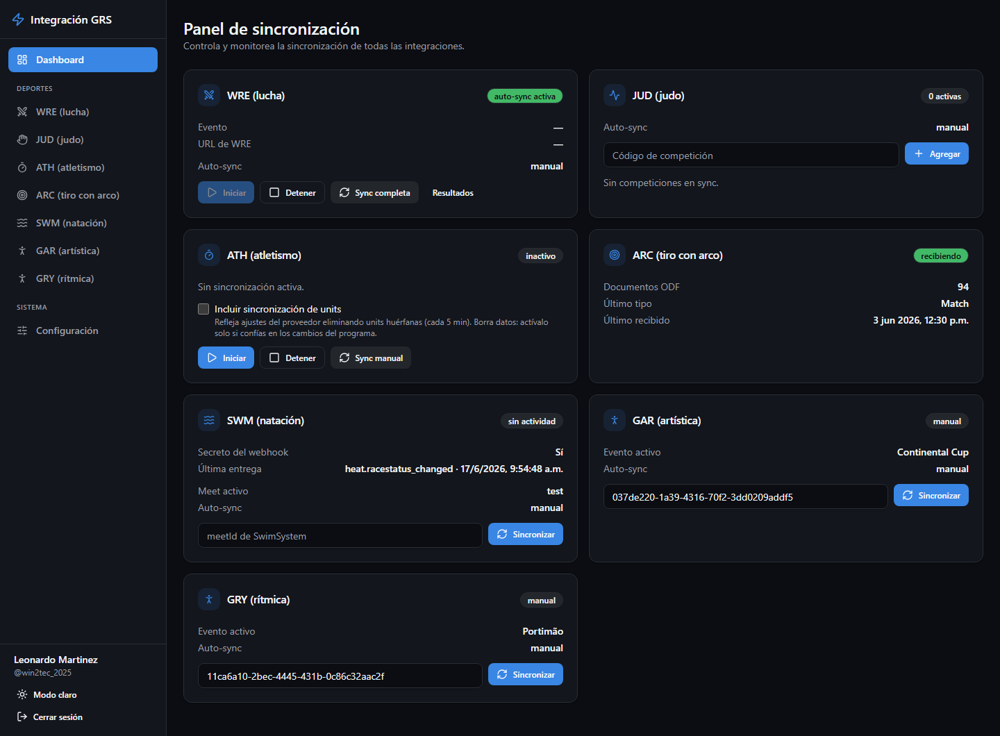 Integración GRS
Dashboard
DEPORTES
WRE (lucha)
JUD (judo)
ATH (atletismo)
ARC (tiro con arco)
SWM (natación)
GAR (artística)
GRY (rítmica)
SISTEMA
Configuración
Leonardo Martinez
@win2tec_2025
Modo claro
Cerrar sesión
Panel de sincronización
Controla y monitorea la sincronización de todas las integraciones.
WRE (lucha) auto-sync activa
Evento —
URL de WRE —
Auto-sync manual
Iniciar Detener Sync completa Resultados
JUD (judo) 0 activas
Auto-sync manual
Código de competición + Agregar
Sin competiciones en sync.
ATH (atletismo) inactivo
Sin sincronización activa.
Incluir sincronización de units
Refleja ajustes del proveedor eliminando units huérfanas (cada 5 min). Borra datos: actívalo
solo si confías en los cambios del programa.
Iniciar Detener Sync manual
ARC (tiro con arco) recibiendo
Documentos ODF 94
Último tipo Match
Último recibido 3 jun 2026, 12:30 p.m.
SWM (natación) sin actividad
Secreto del webhook Sí
Última entrega heat.racestatus_changed · 17/6/2026, 9:54:48 a.m.
Meet activo test
Auto-sync manual
meetId de SwimSystem Sincronizar
GAR (artística) manual
Evento activo Continental Cup
Auto-sync manual
037de220-1a39-4316-70f2-3dd0209addf5 Sincronizar
GRY (rítmica) manual
Evento activo Portimão
Auto-sync manual
11ca6a10-2bec-4445-431b-0c86c32aac2f Sincronizar